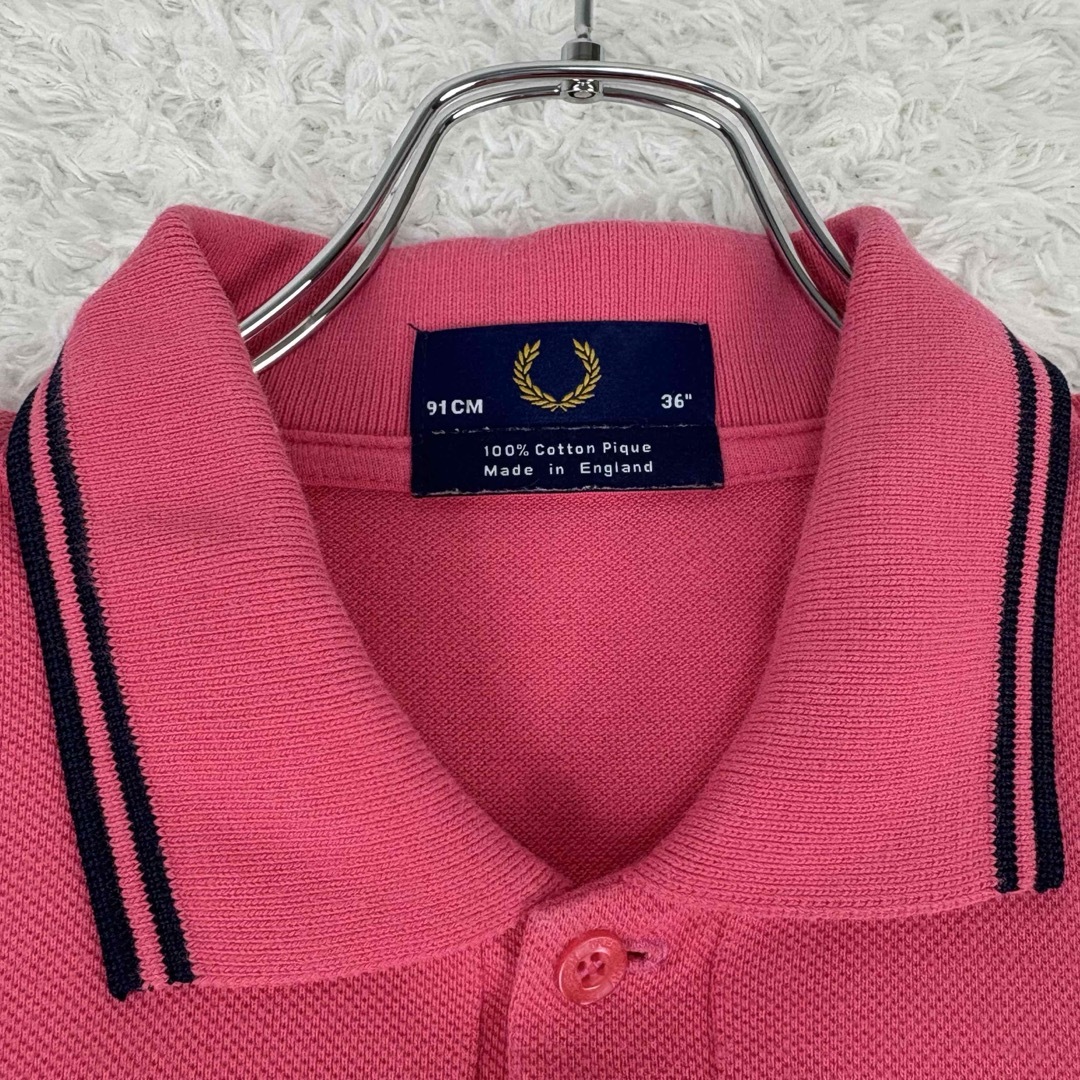 91CM 36"
100% Cotton Pique
Made in England